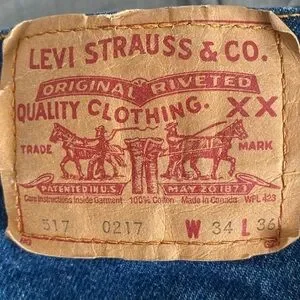 LEVI STRAUSS & CO.
ORIGINAL RIVETED
QUALITY CLOTHING. XX
TRADE MARK
PATENTED IN U.S. MAY 20 1873
Care Instructions Inside Garment 100% Cotton Made in Canada WPL 423
517 0217 W 34 L 36